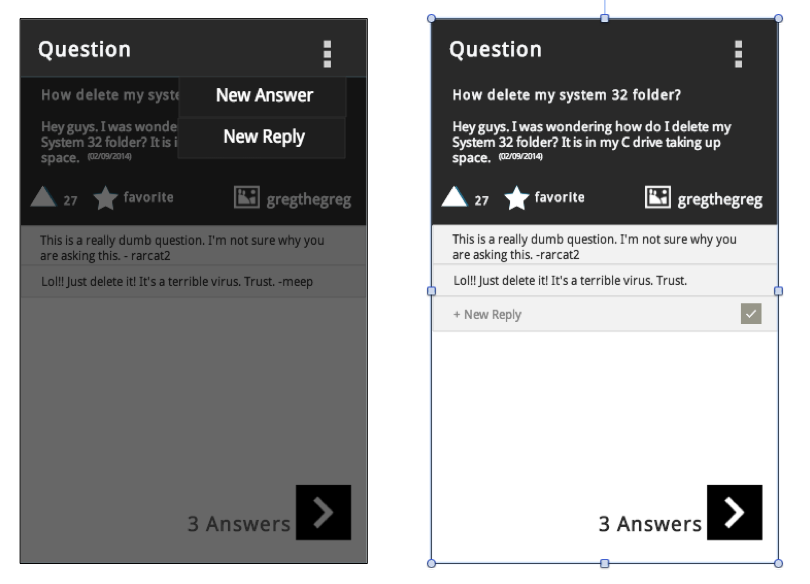 Question
New Answer
How delete my syste
New Reply
Hey guys. I was wonde
System 32 folder? It is i
space. (02/09/2014)
27 favorite gregthegreg
This is a really dumb question. I'm not sure why you
are asking this. - rarcat2
Lol!! Just delete it! It's a terrible virus. Trust. -meep
3 Answers
Question
How delete my system 32 folder?
Hey guys. I was wondering how do I delete my
System 32 folder? It is in my C drive taking up
space. (02/09/2014)
27 favorite gregthegreg
This is a really dumb question. I'm not sure why you
are asking this. -rarcat2
Lol!! Just delete it! It's a terrible virus. Trust.
+ New Reply
3 Answers